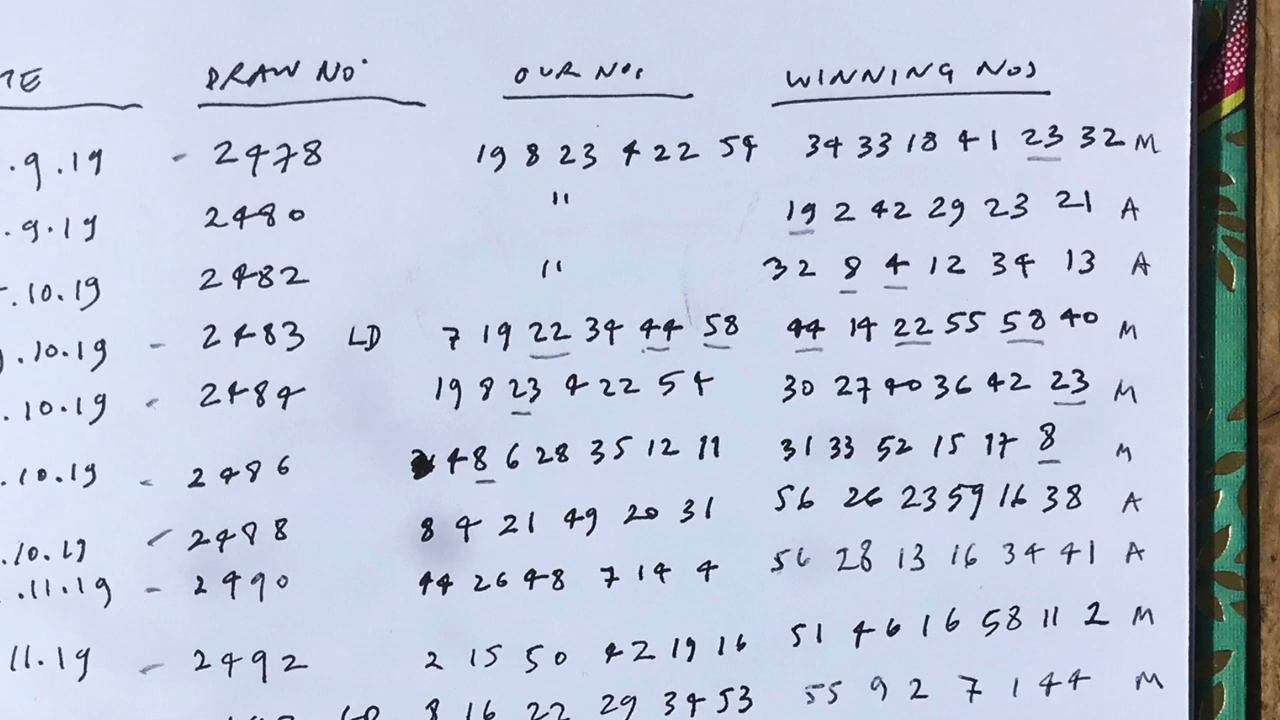 TE DRAW NO. OUR NOS WINNING NOS
.9.19 - 2478 19 8 23 4 22 54 34 33 18 41 23 32 M
.9.19 2480 " 19 2 42 29 23 21 A
.10.19 2482 " 32 8 4 12 34 13 A
.10.19 - 2483 LD 7 19 22 34 44 58 44 14 22 55 58 40 M
.10.19 - 2484 19 8 23 4 22 54 30 27 40 36 42 23 M
.10.19 - 2486 48 6 28 35 12 11 31 33 52 15 17 8 M
.10.19 - 2488 8 4 21 49 20 31 56 26 23 59 16 38 A
.11.19 - 2490 44 26 48 7 14 4 56 28 13 16 34 41 A
11.19 - 2492 2 15 50 42 19 16 51 46 16 58 11 2 M
LD 8 16 22 29 34 53 55 9 2 7 1 44 M